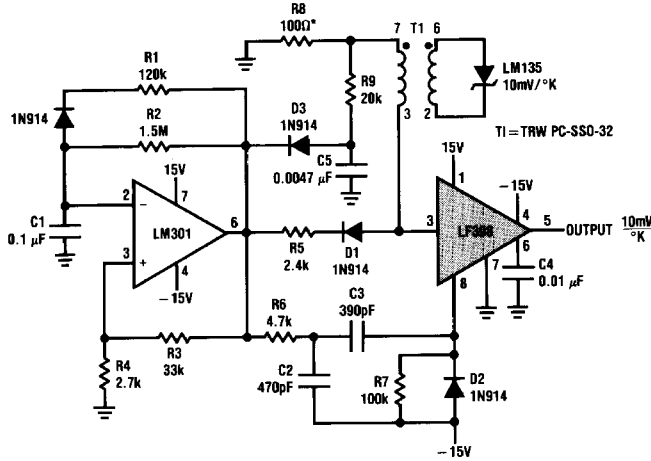 R8
100Ω*
7 T1 6
R1
120k
LM135
10mV/°K
R9
20k
1N914
R2
1.5M
D3
1N914
3
2
TI=TRW PC-SSO-32
15V
C5
0.0047 μF
15V
1
-15V
2
-
7
4
C1
0.1 μF
LM301
6
3
LF398
5
OUTPUT 10mV/°K
3
+
4
R5
2.4k
D1
1N914
7
6
8
C4
0.01 μF
-15V
R6
4.7k
C3
390pF
R4
2.7k
R3
33k
C2
470pF
R7
100k
D2
1N914
-15V